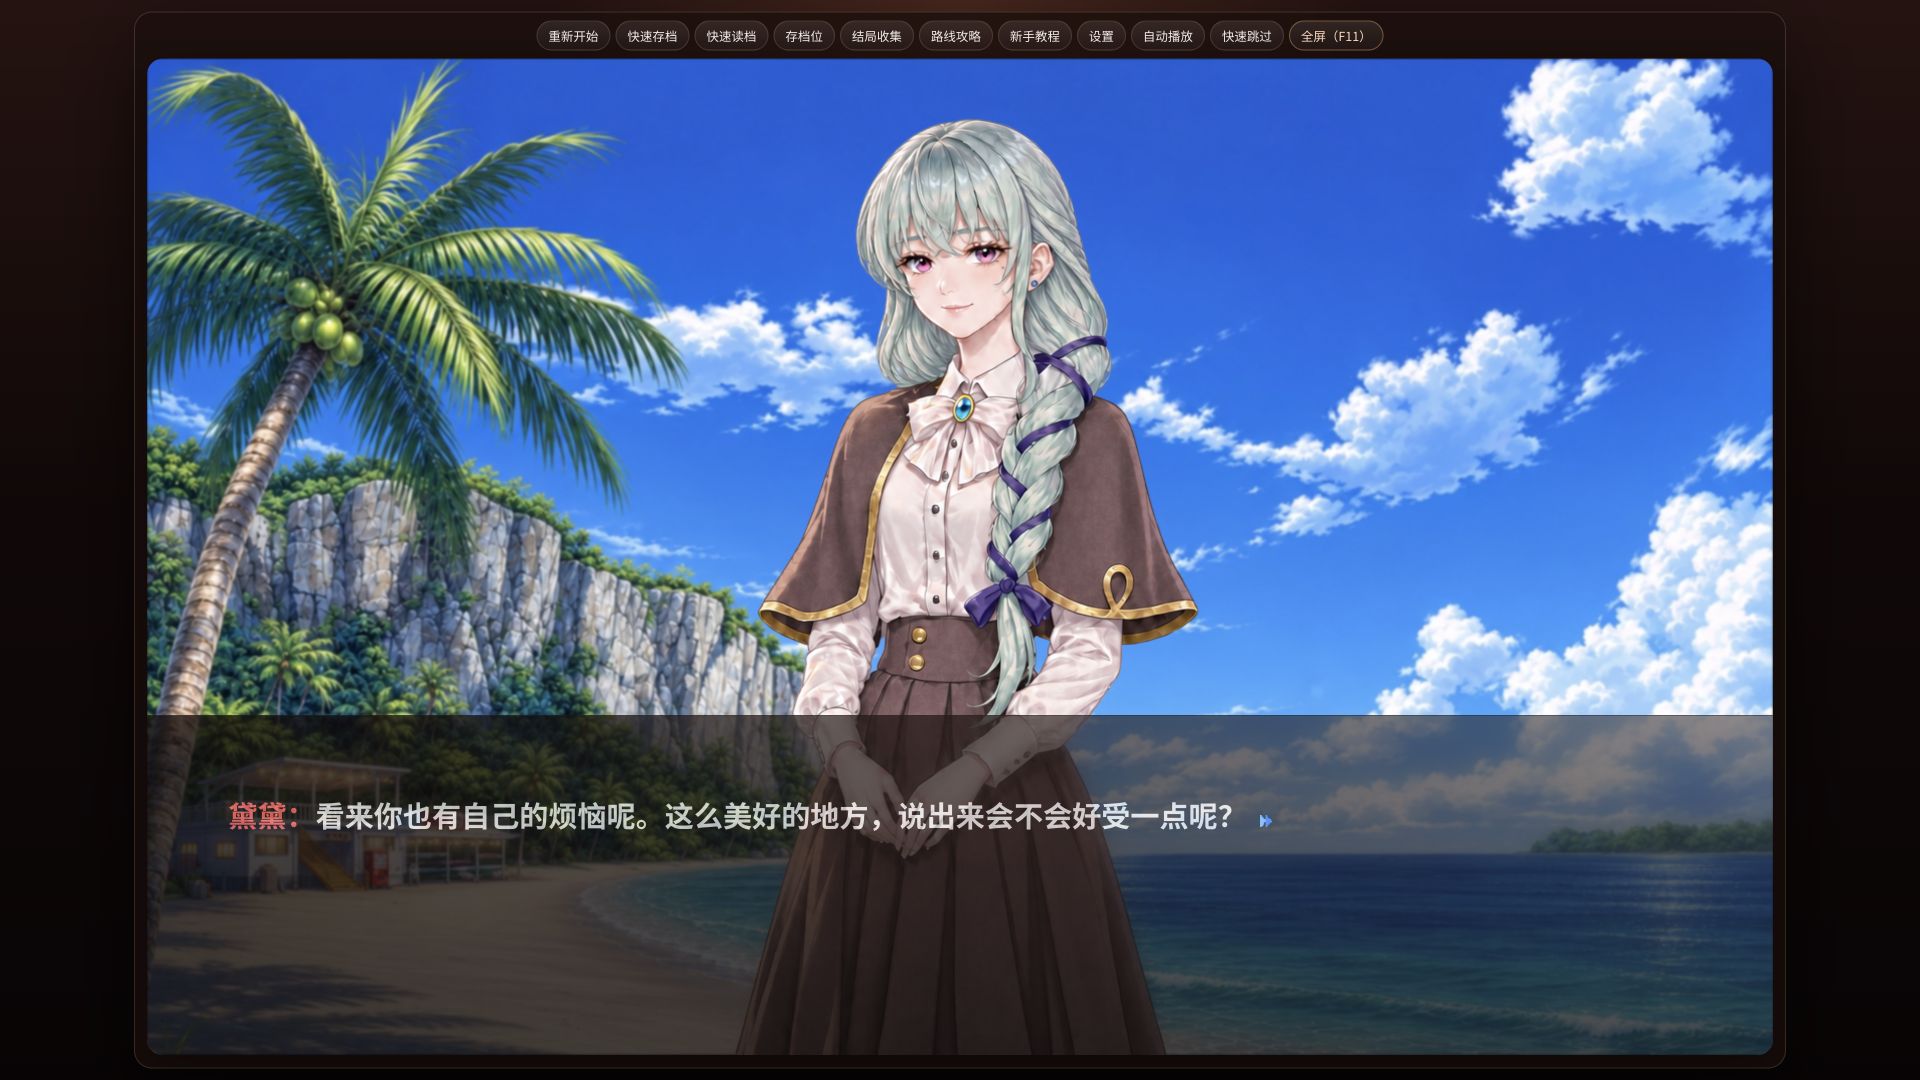 重新开始 快速存档 快速读档 存档位 结局收集 路线攻略 新手教程 设置 自动播放 快速跳过 全屏（F11）
黛黛：看来你也有自己的烦恼呢。这么美好的地方，说出来会不会好受一点呢？